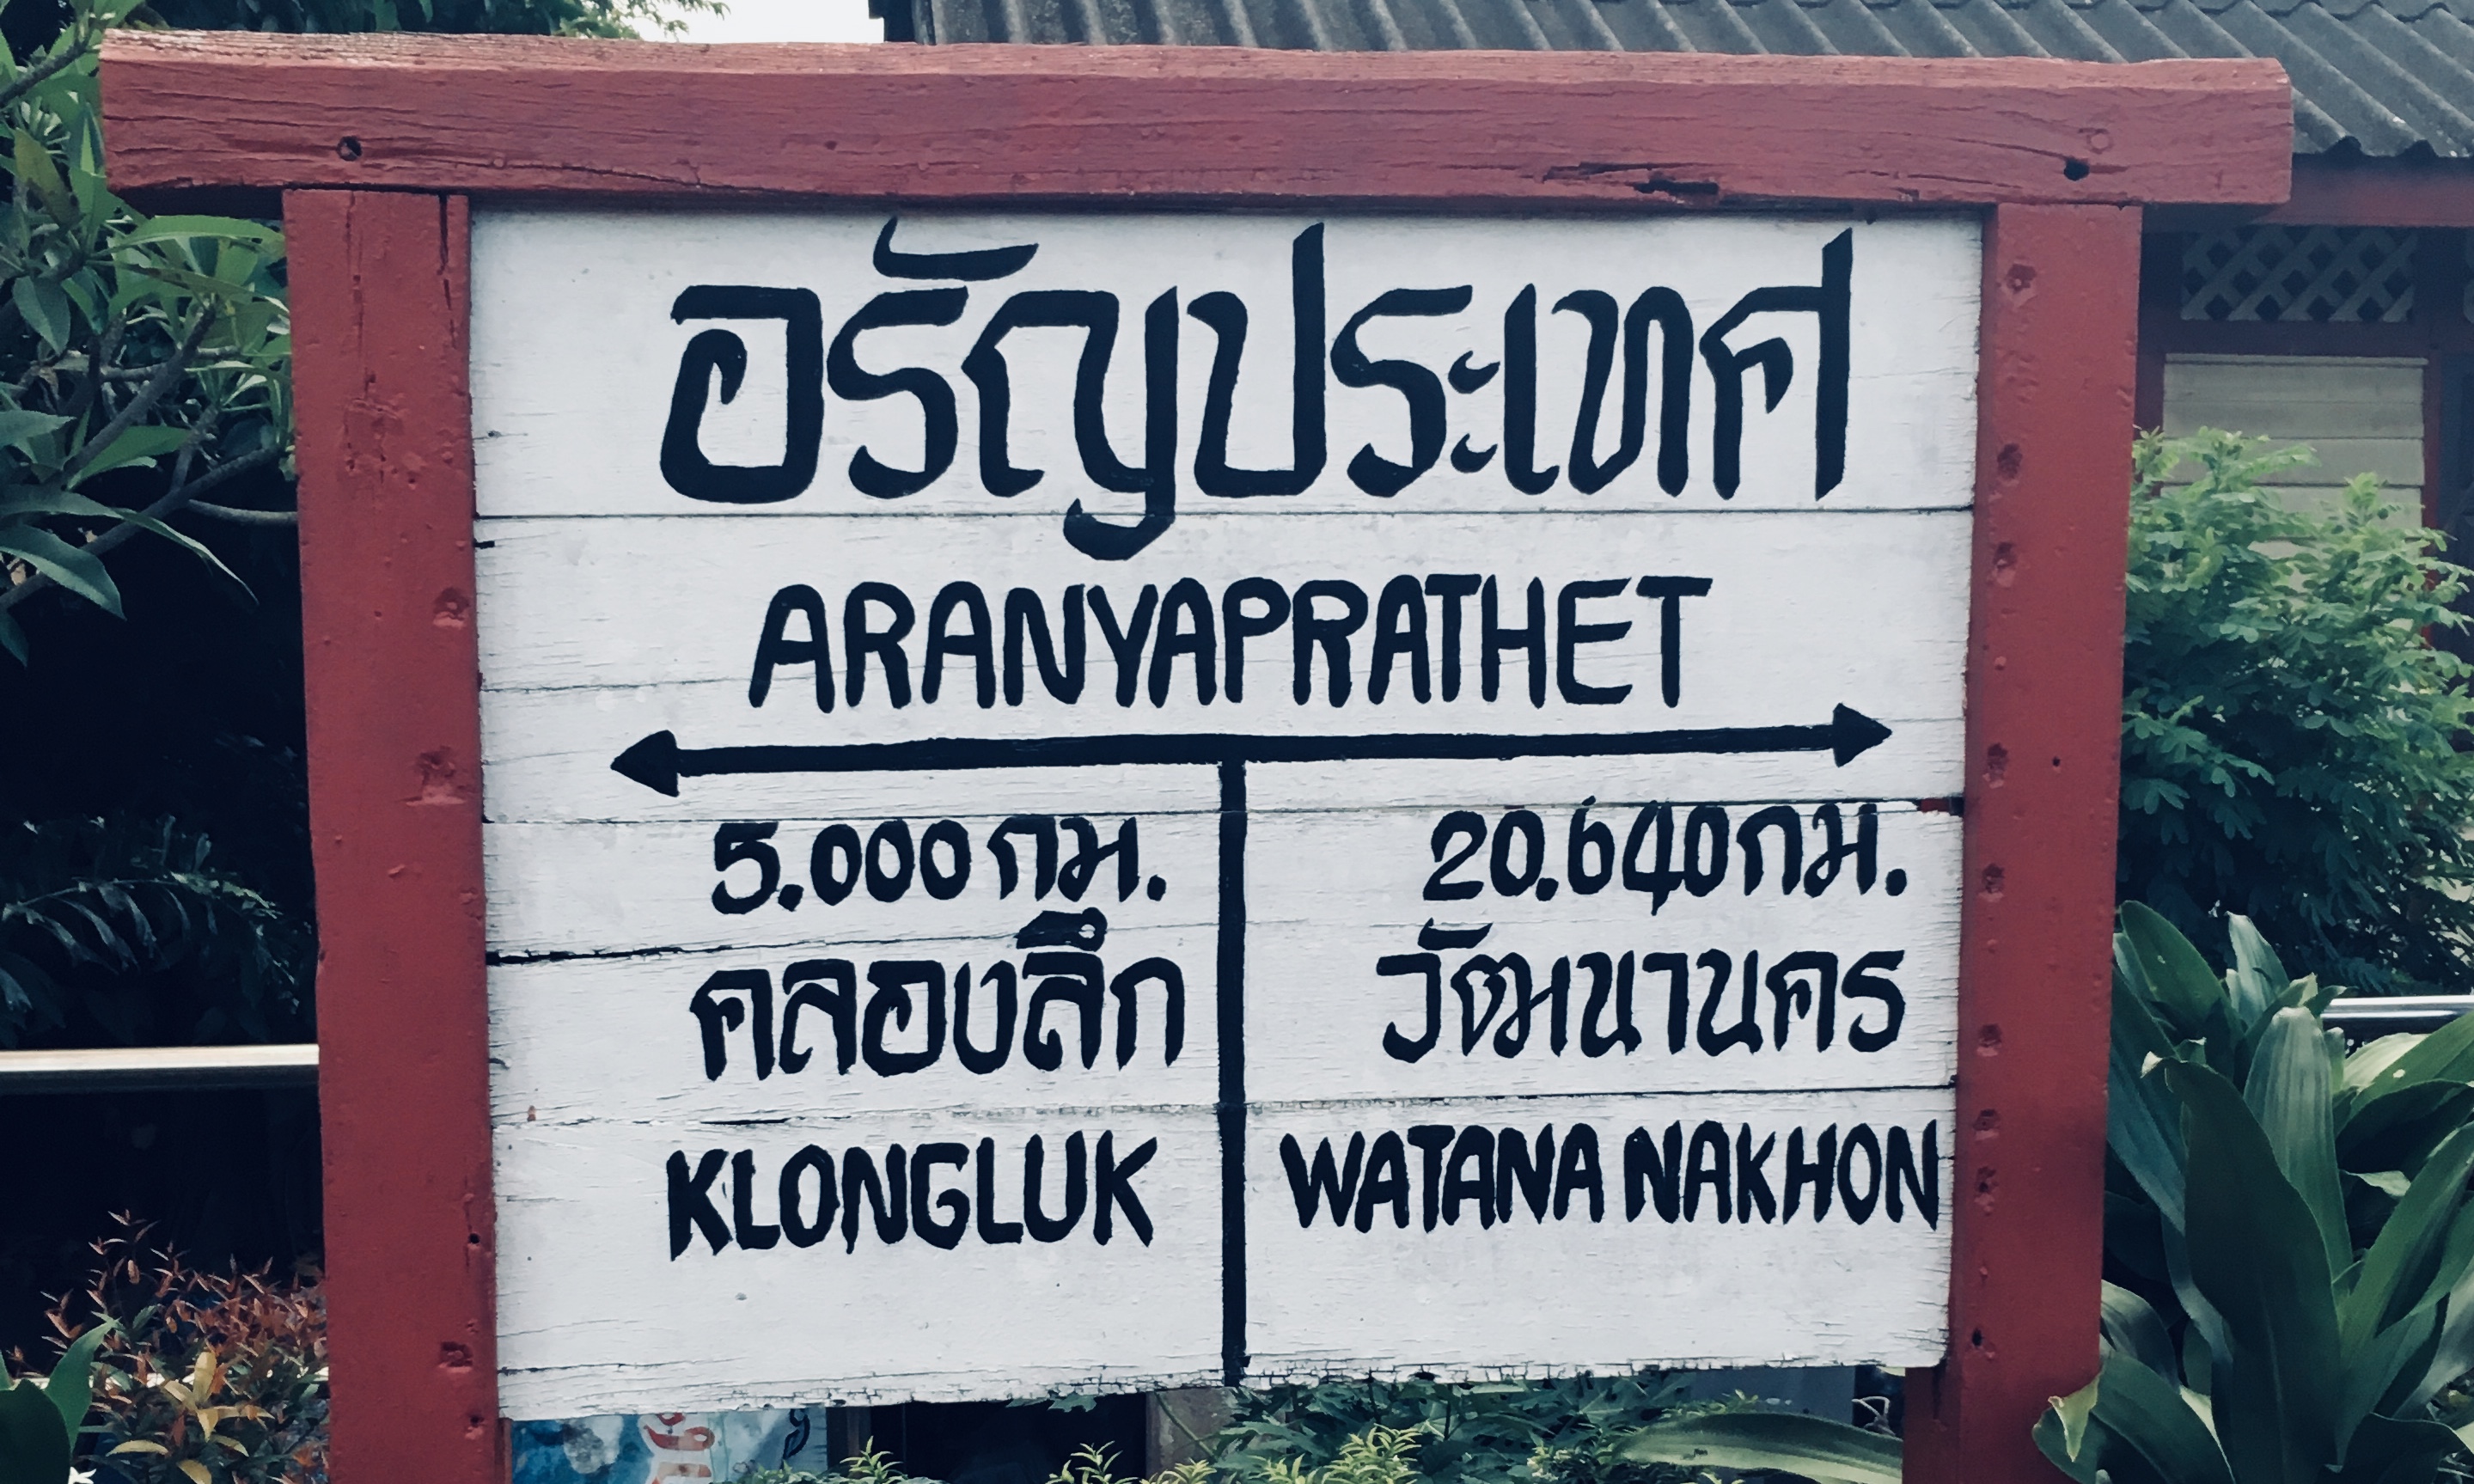 อรัญประเทศ
ARANYAPRATHET
5.000 กม.
คลองลึก
KLONGLUK
20.640 กม.
วัฒนานคร
WATANA NAKHON